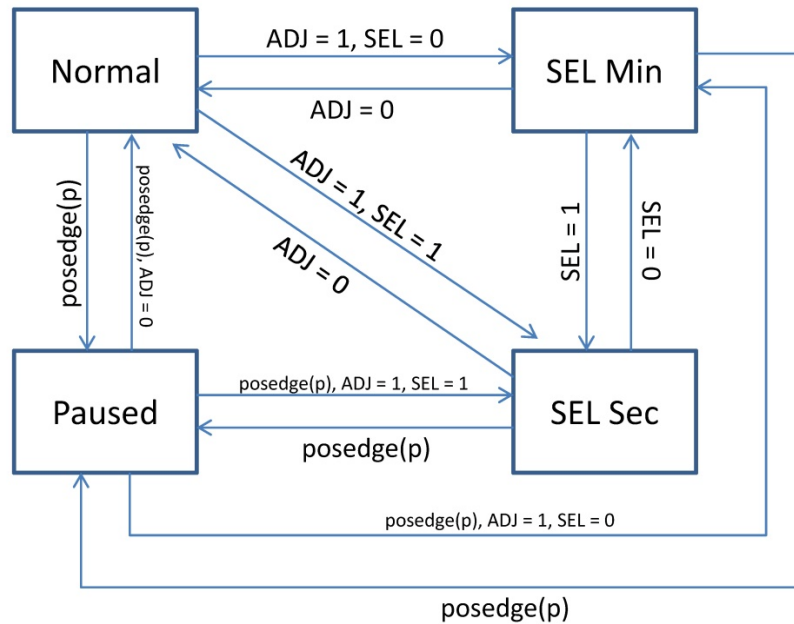 Normal
ADJ = 1, SEL = 0
SEL Min
ADJ = 0
ADJ = 1, SEL = 1
ADJ = 0
posedge(p)
posedge(p), ADJ = 0
SEL = 1
SEL = 0
Paused
posedge(p), ADJ = 1, SEL = 1
SEL Sec
posedge(p)
posedge(p), ADJ = 1, SEL = 0
posedge(p)